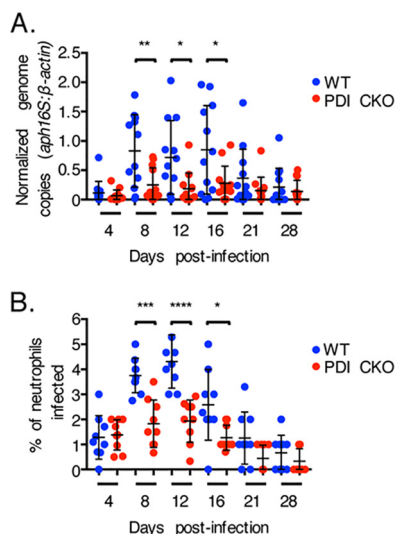 A.
** * *
2.5
2.0
1.5
1.0
0.5
0
Normalized genome
copies (aph16S:β-actin)
WT
PDI CKO
4 8 12 16 21 28
Days post-infection
B.
*** **** *
6
5
4
3
2
1
0
% of neutrophils
infected
WT
PDI CKO
4 8 12 16 21 28
Days post-infection